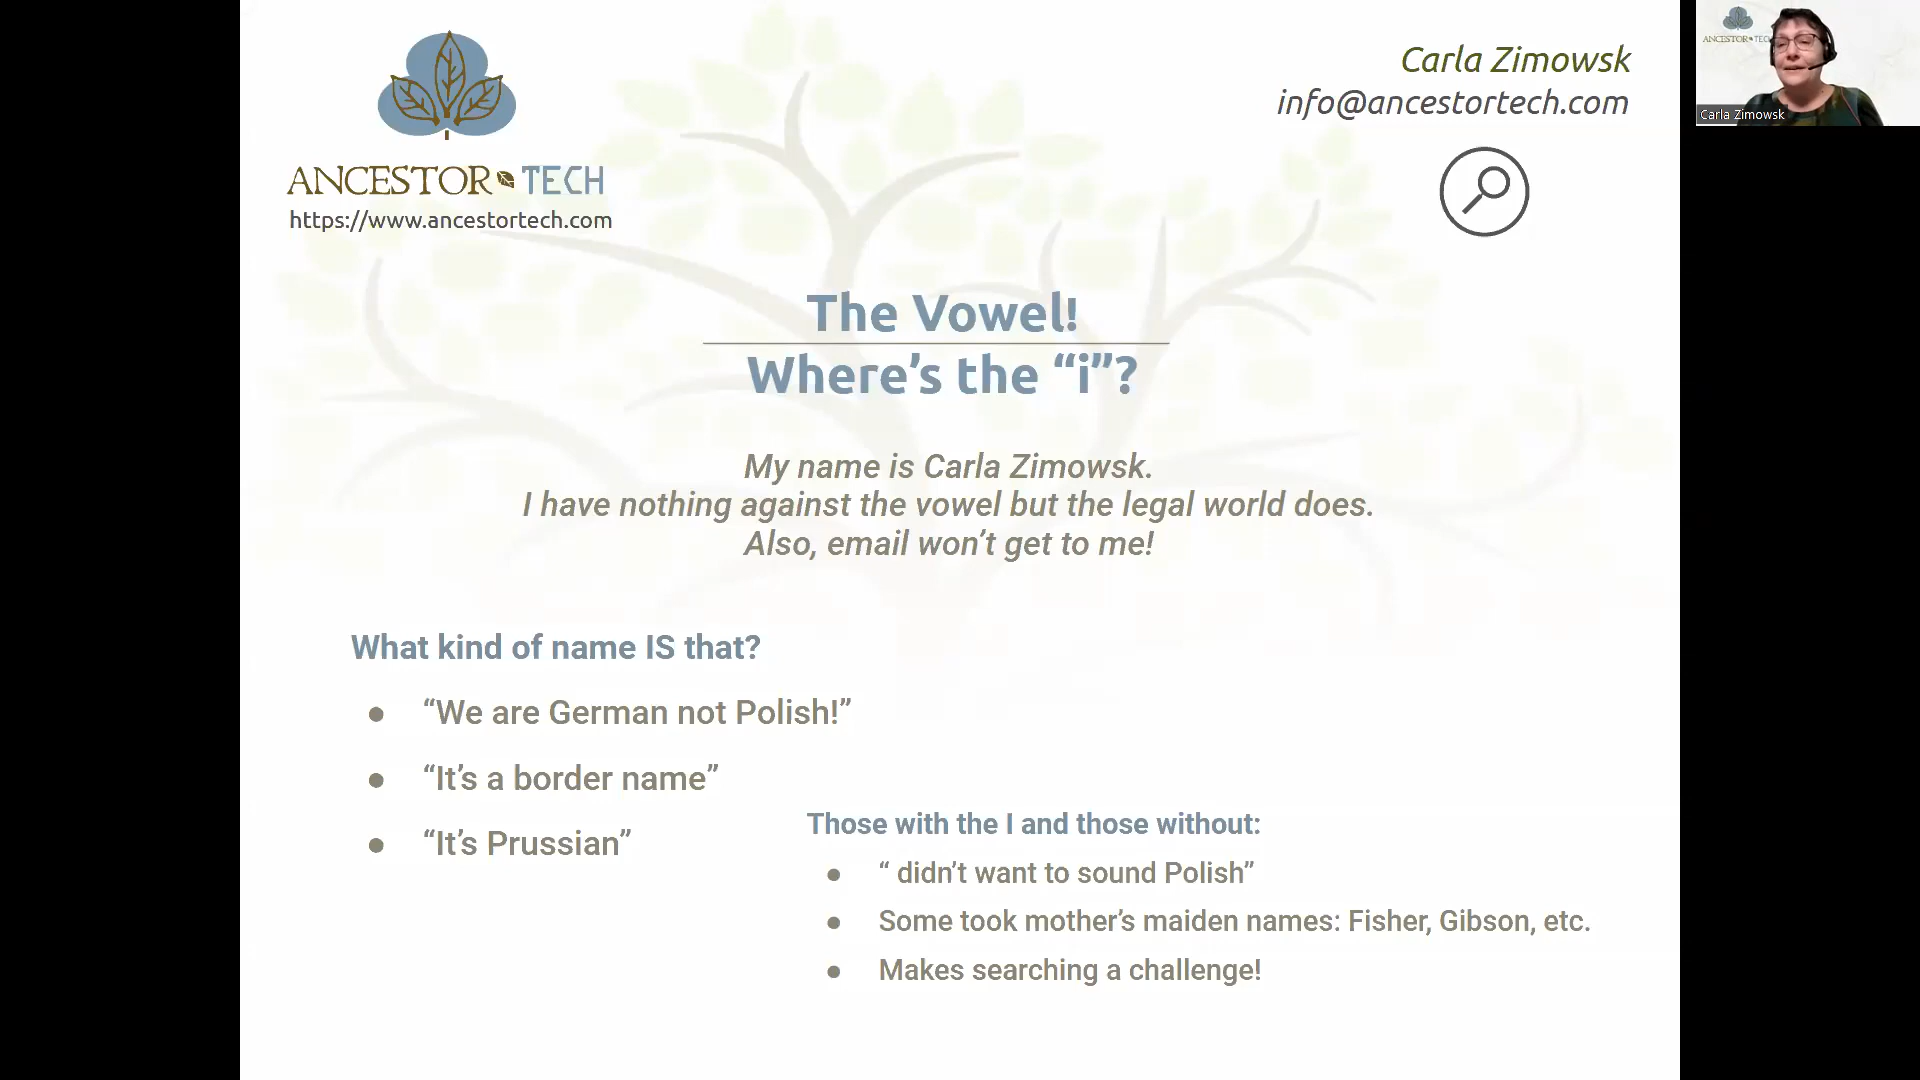 ANCESTOR TECH
https://www.ancestortech.com
Carla Zimowsk
info@ancestortech.com
ANCESTOR TEC
Carla Zimowsk
The Vowel!
Where’s the “i”?
My name is Carla Zimowsk.
I have nothing against the vowel but the legal world does.
Also, email won’t get to me!
What kind of name IS that?
● “We are German not Polish!”
● “It’s a border name”
● “It’s Prussian”
Those with the I and those without:
● “ didn’t want to sound Polish”
● Some took mother’s maiden names: Fisher, Gibson, etc.
● Makes searching a challenge!